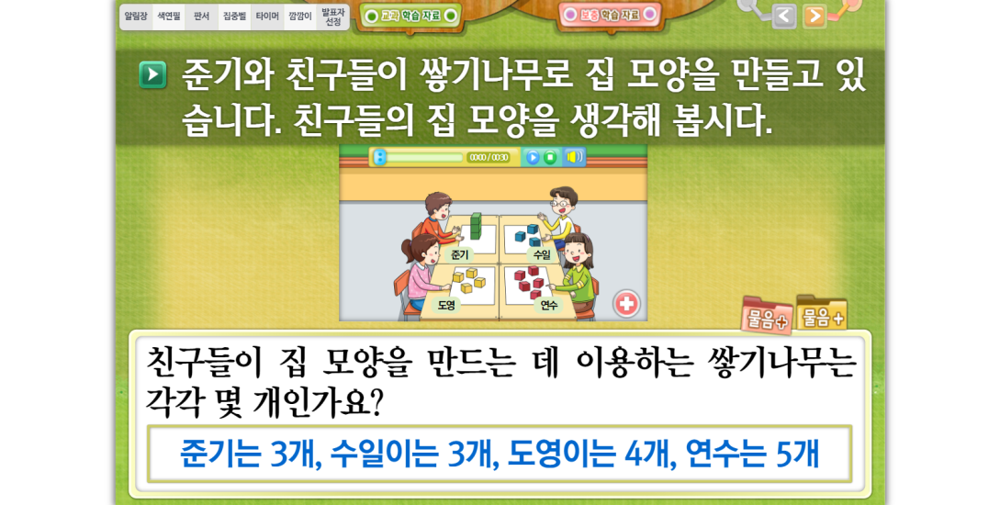 알림장 색연필 판서 집중벨 타이머 깜깜이 발표자 선정
교과 학습 자료
보충 학습 자료
준기와 친구들이 쌓기나무로 집 모양을 만들고 있
습니다. 친구들의 집 모양을 생각해 봅시다.
00:00 / 00:30
준기
수일
도영
연수
물음+
물음+
친구들이 집 모양을 만드는 데 이용하는 쌓기나무는
각각 몇 개인가요?
준기는 3개, 수일이는 3개, 도영이는 4개, 연수는 5개